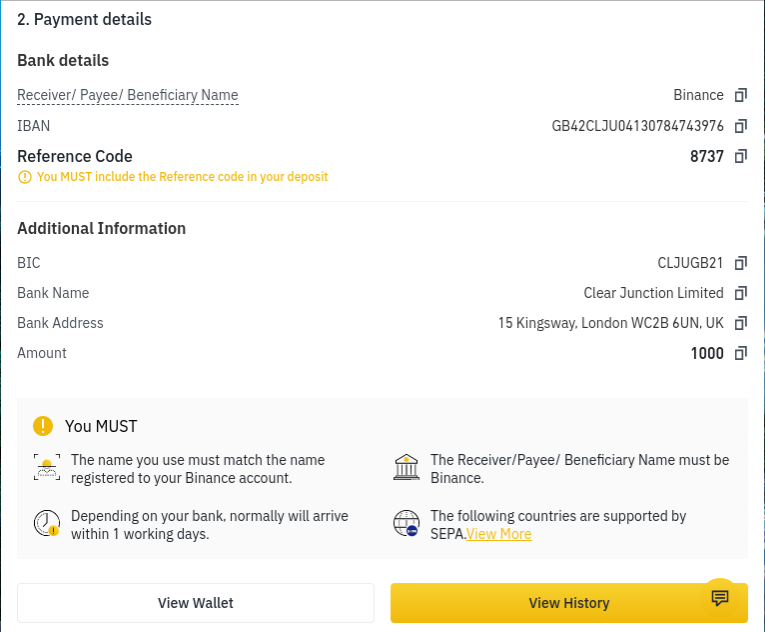 2. Payment details
Bank details
Receiver/ Payee/ Beneficiary Name Binance
IBAN GB42CLJU04130784743976
Reference Code 8737
You MUST include the Reference code in your deposit
Additional Information
BIC CLJUGB21
Bank Name Clear Junction Limited
Bank Address 15 Kingsway, London WC2B 6UN, UK
Amount 1000
You MUST
The name you use must match the name
registered to your Binance account.
The Receiver/Payee/ Beneficiary Name must be
Binance.
Depending on your bank, normally will arrive
within 1 working days.
The following countries are supported by
SEPA.View More
View Wallet View History